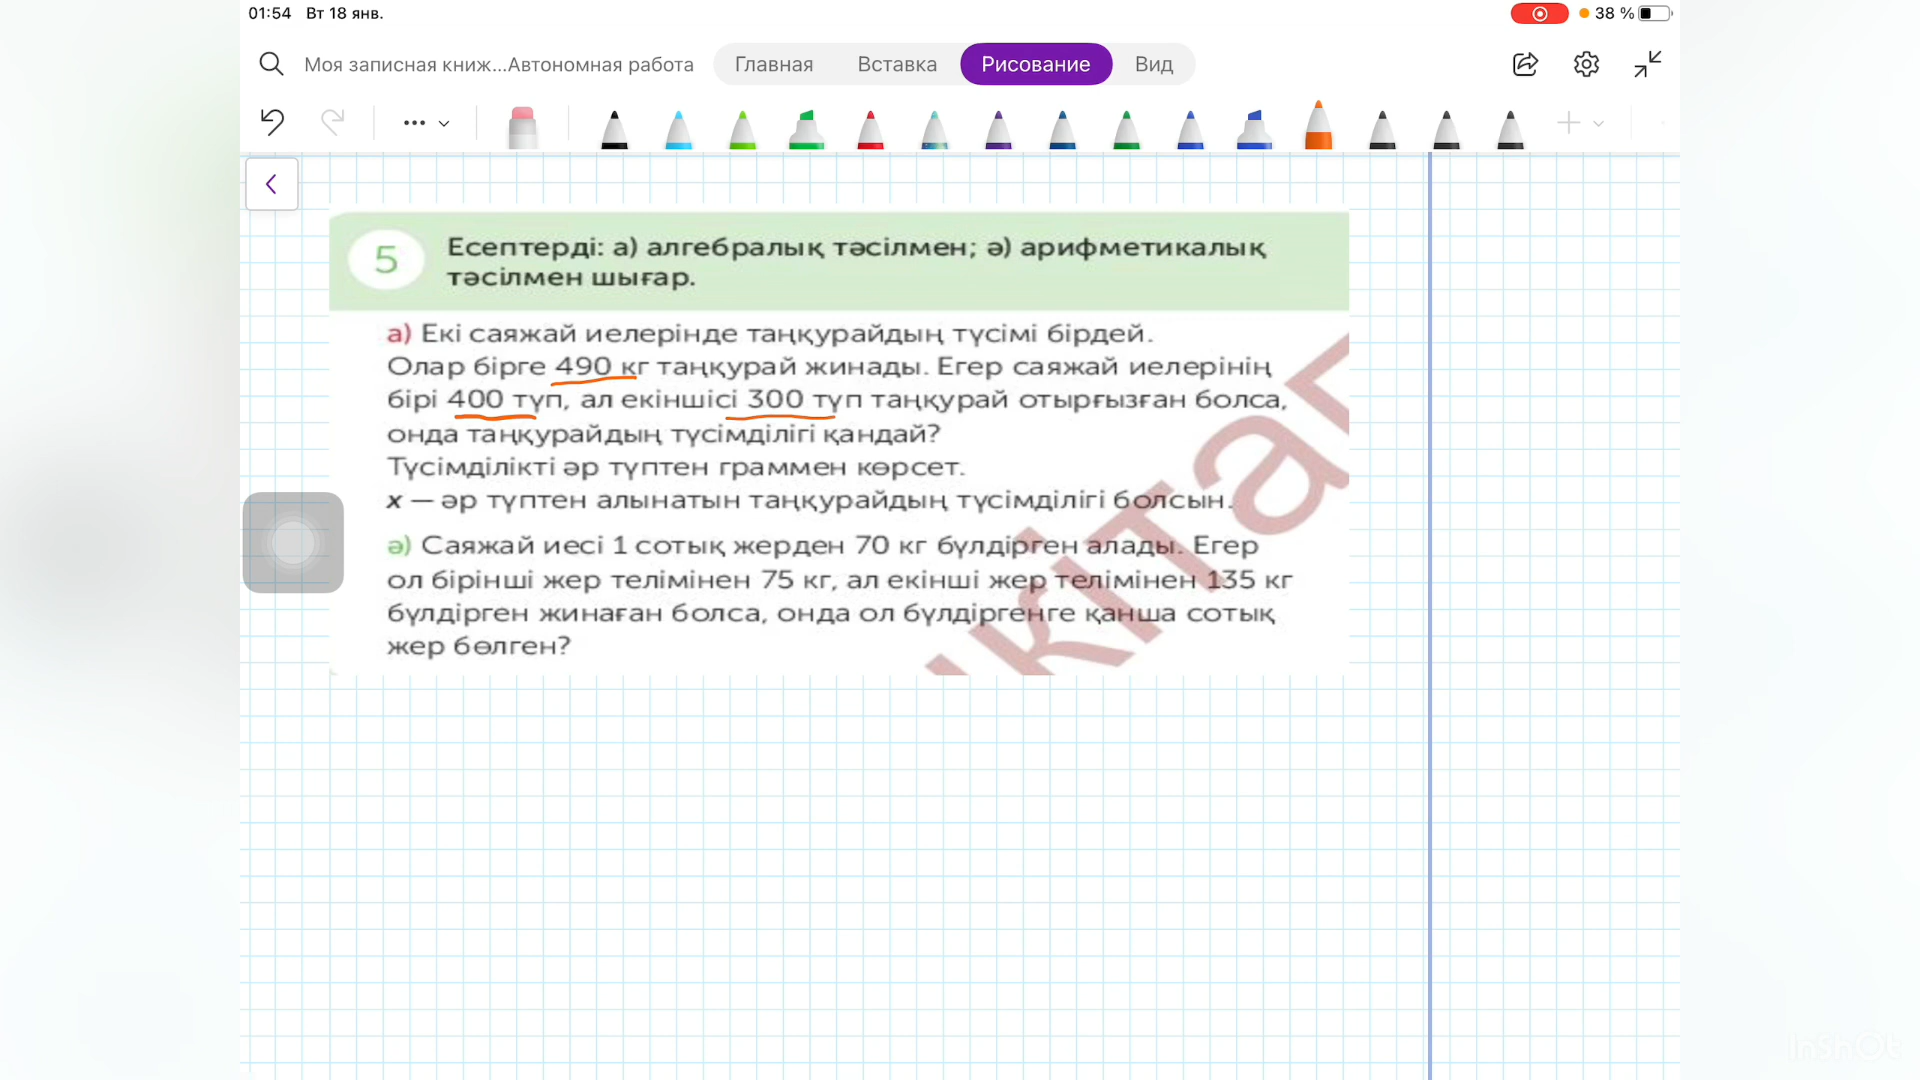 01:54 Вт 18 янв. 38 %
Моя записная книж...Автономная работа Главная Вставка Рисование Вид
5 Есептерді: а) алгебралық тәсілмен; ә) арифметикалық
тәсілмен шығар.
а) Екі саяжай иелерінде таңқурайдың түсімі бірдей.
Олар бірге 490 кг таңқурай жинады. Егер саяжай иелерінің
бірі 400 түп, ал екіншісі 300 түп таңқурай отырғызған болса,
онда таңқурайдың түсімділігі қандай?
Түсімділікті әр түптен граммен көрсет.
х — әр түптен алынатын таңқурайдың түсімділігі болсын.
ә) Саяжай иесі 1 сотық жерден 70 кг бүлдірген алады. Егер
ол бірінші жер телімінен 75 кг, ал екінші жер телімінен 135 кг
бүлдірген жинаған болса, онда ол бүлдіргенге қанша сотық
жер бөлген?
кітап
InShOt